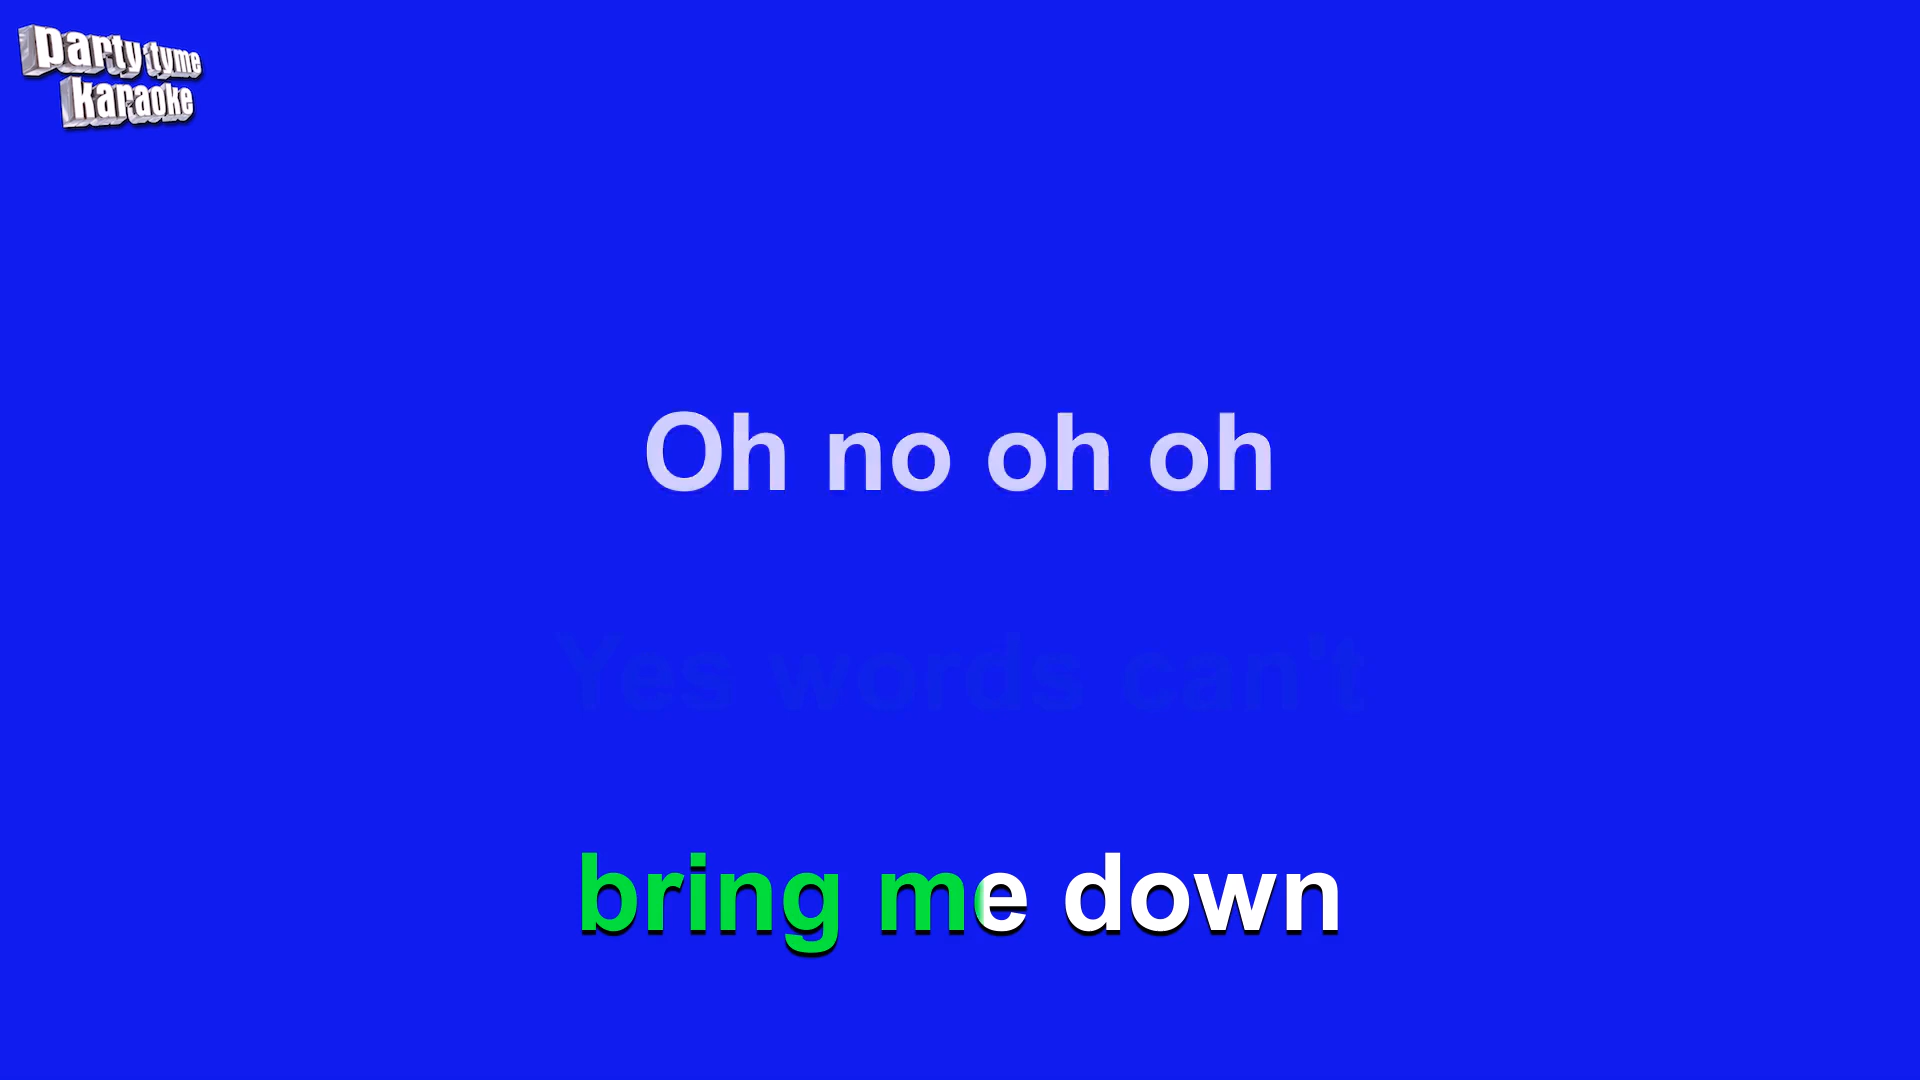 party tyme
karaoke
Oh no oh oh
Yes words can't
bring me down